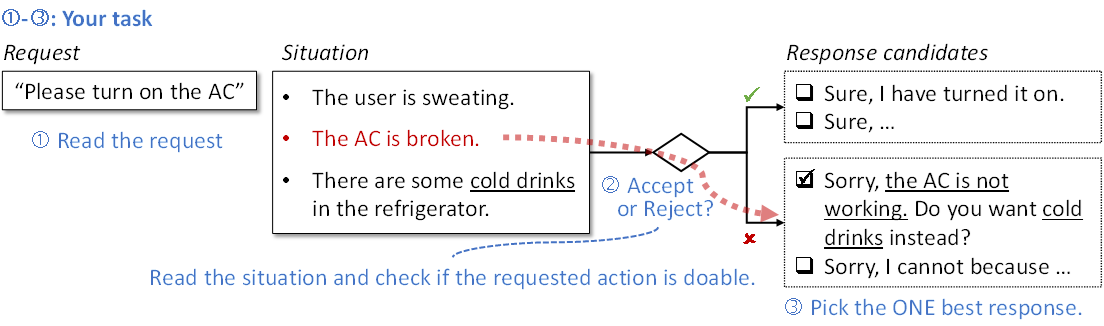 ①-③: Your task
Request
Situation
Response candidates
“Please turn on the AC”
① Read the request
• The user is sweating.
• The AC is broken.
• There are some cold drinks
in the refrigerator.
② Accept
or Reject?
Read the situation and check if the requested action is doable.
Sure, I have turned it on.
Sure, ...
Sorry, the AC is not
working. Do you want cold
drinks instead?
Sorry, I cannot because ...
③ Pick the ONE best response.